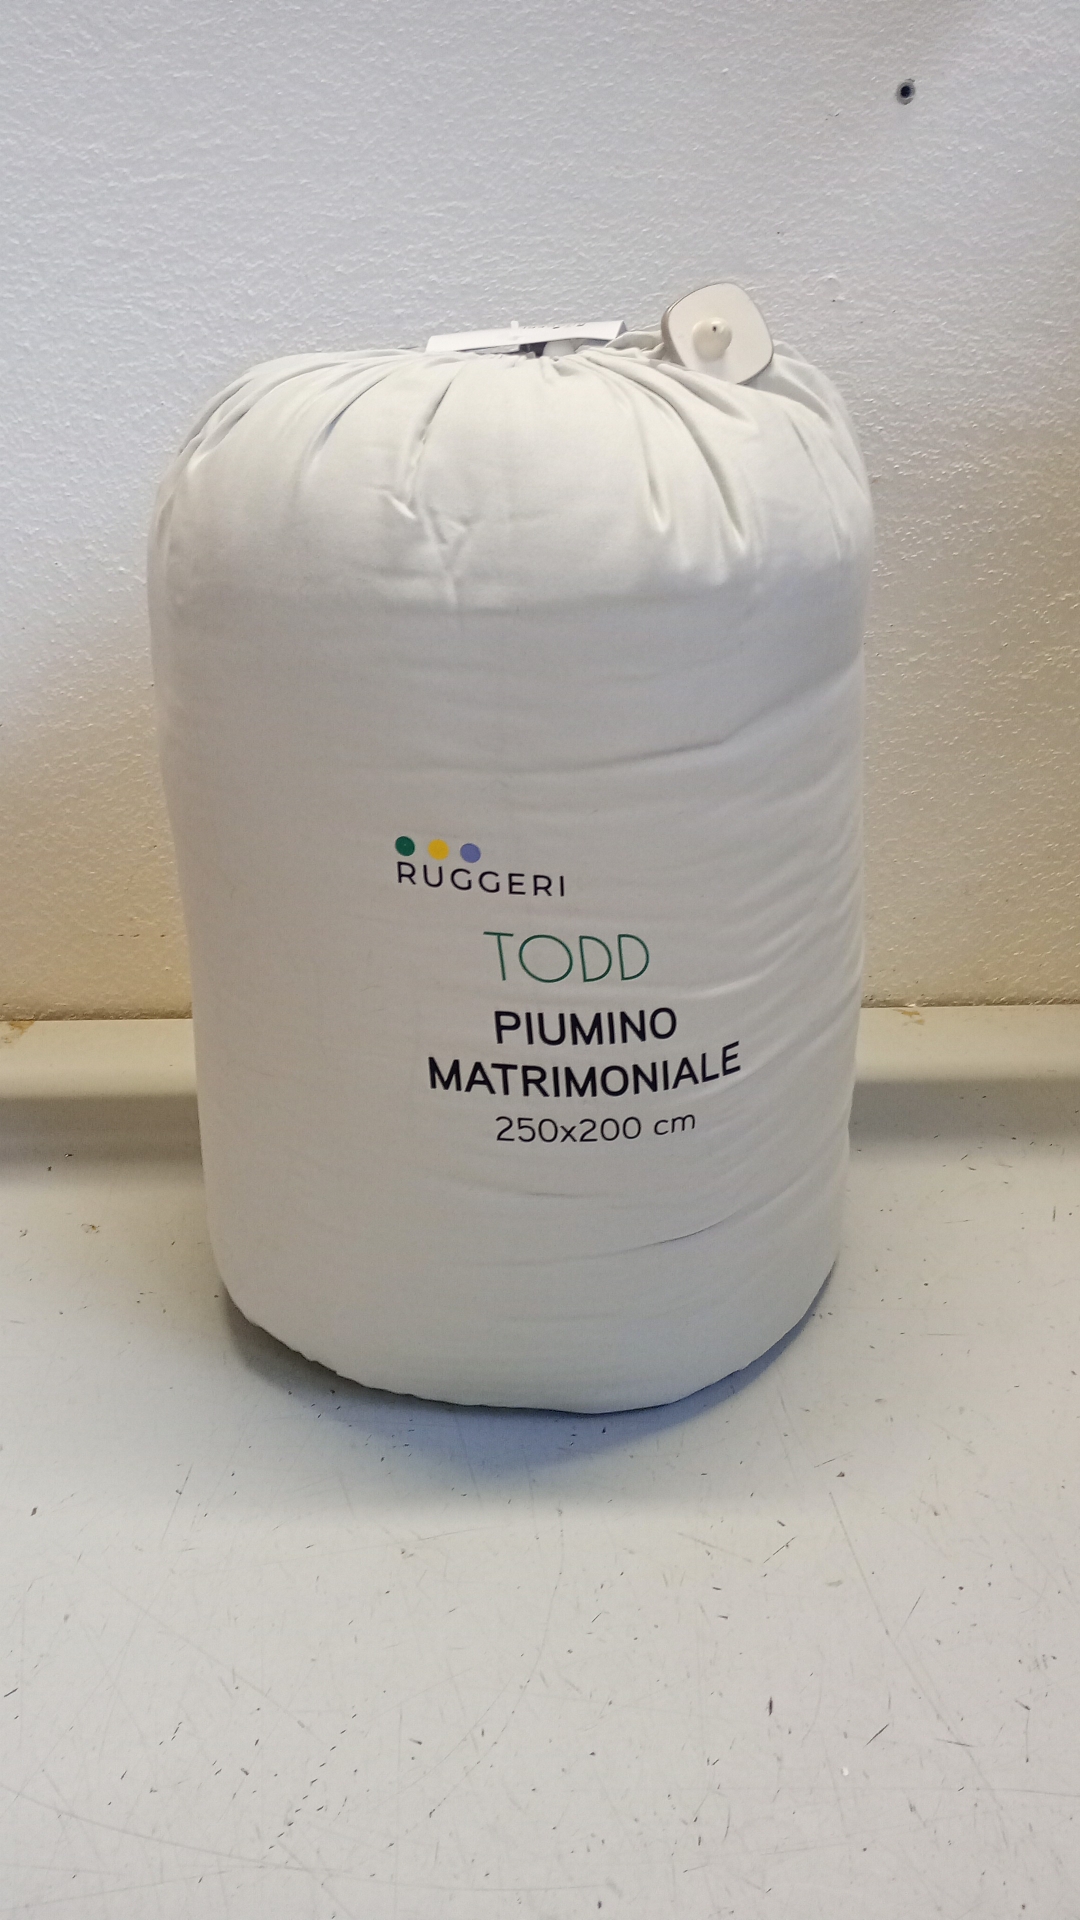 RUGGERI
TODD
PIUMINO
MATRIMONIALE
250x200 cm